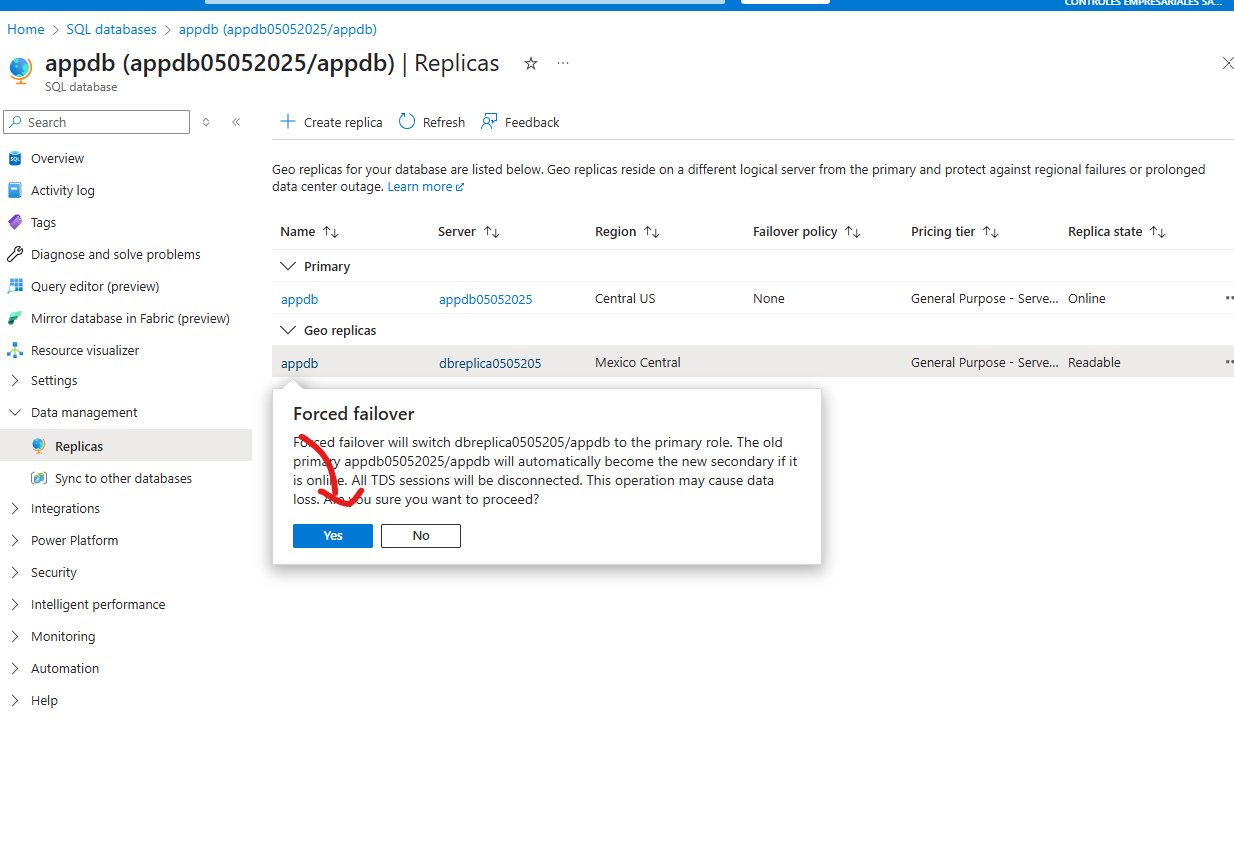 CONTROLES EMPRESARIALES SA...
Home > SQL databases > appdb (appdb05052025/appdb)
appdb (appdb05052025/appdb) | Replicas
SQL database
Search
Overview
Activity log
Tags
Diagnose and solve problems
Query editor (preview)
Mirror database in Fabric (preview)
Resource visualizer
Settings
Data management
Replicas
Sync to other databases
Integrations
Power Platform
Security
Intelligent performance
Monitoring
Automation
Help
Create replica Refresh Feedback
Geo replicas for your database are listed below. Geo replicas reside on a different logical server from the primary and protect against regional failures or prolonged
data center outage. Learn more
Name Server Region Failover policy Pricing tier Replica state
Primary
appdb appdb05052025 Central US None General Purpose - Serve... Online
Geo replicas
appdb dbreplica0505205 Mexico Central General Purpose - Serve... Readable
Forced failover
Forced failover will switch dbreplica0505205/appdb to the primary role. The old
primary appdb05052025/appdb will automatically become the new secondary if it
is online. All TDS sessions will be disconnected. This operation may cause data
loss. Are you sure you want to proceed?
Yes No